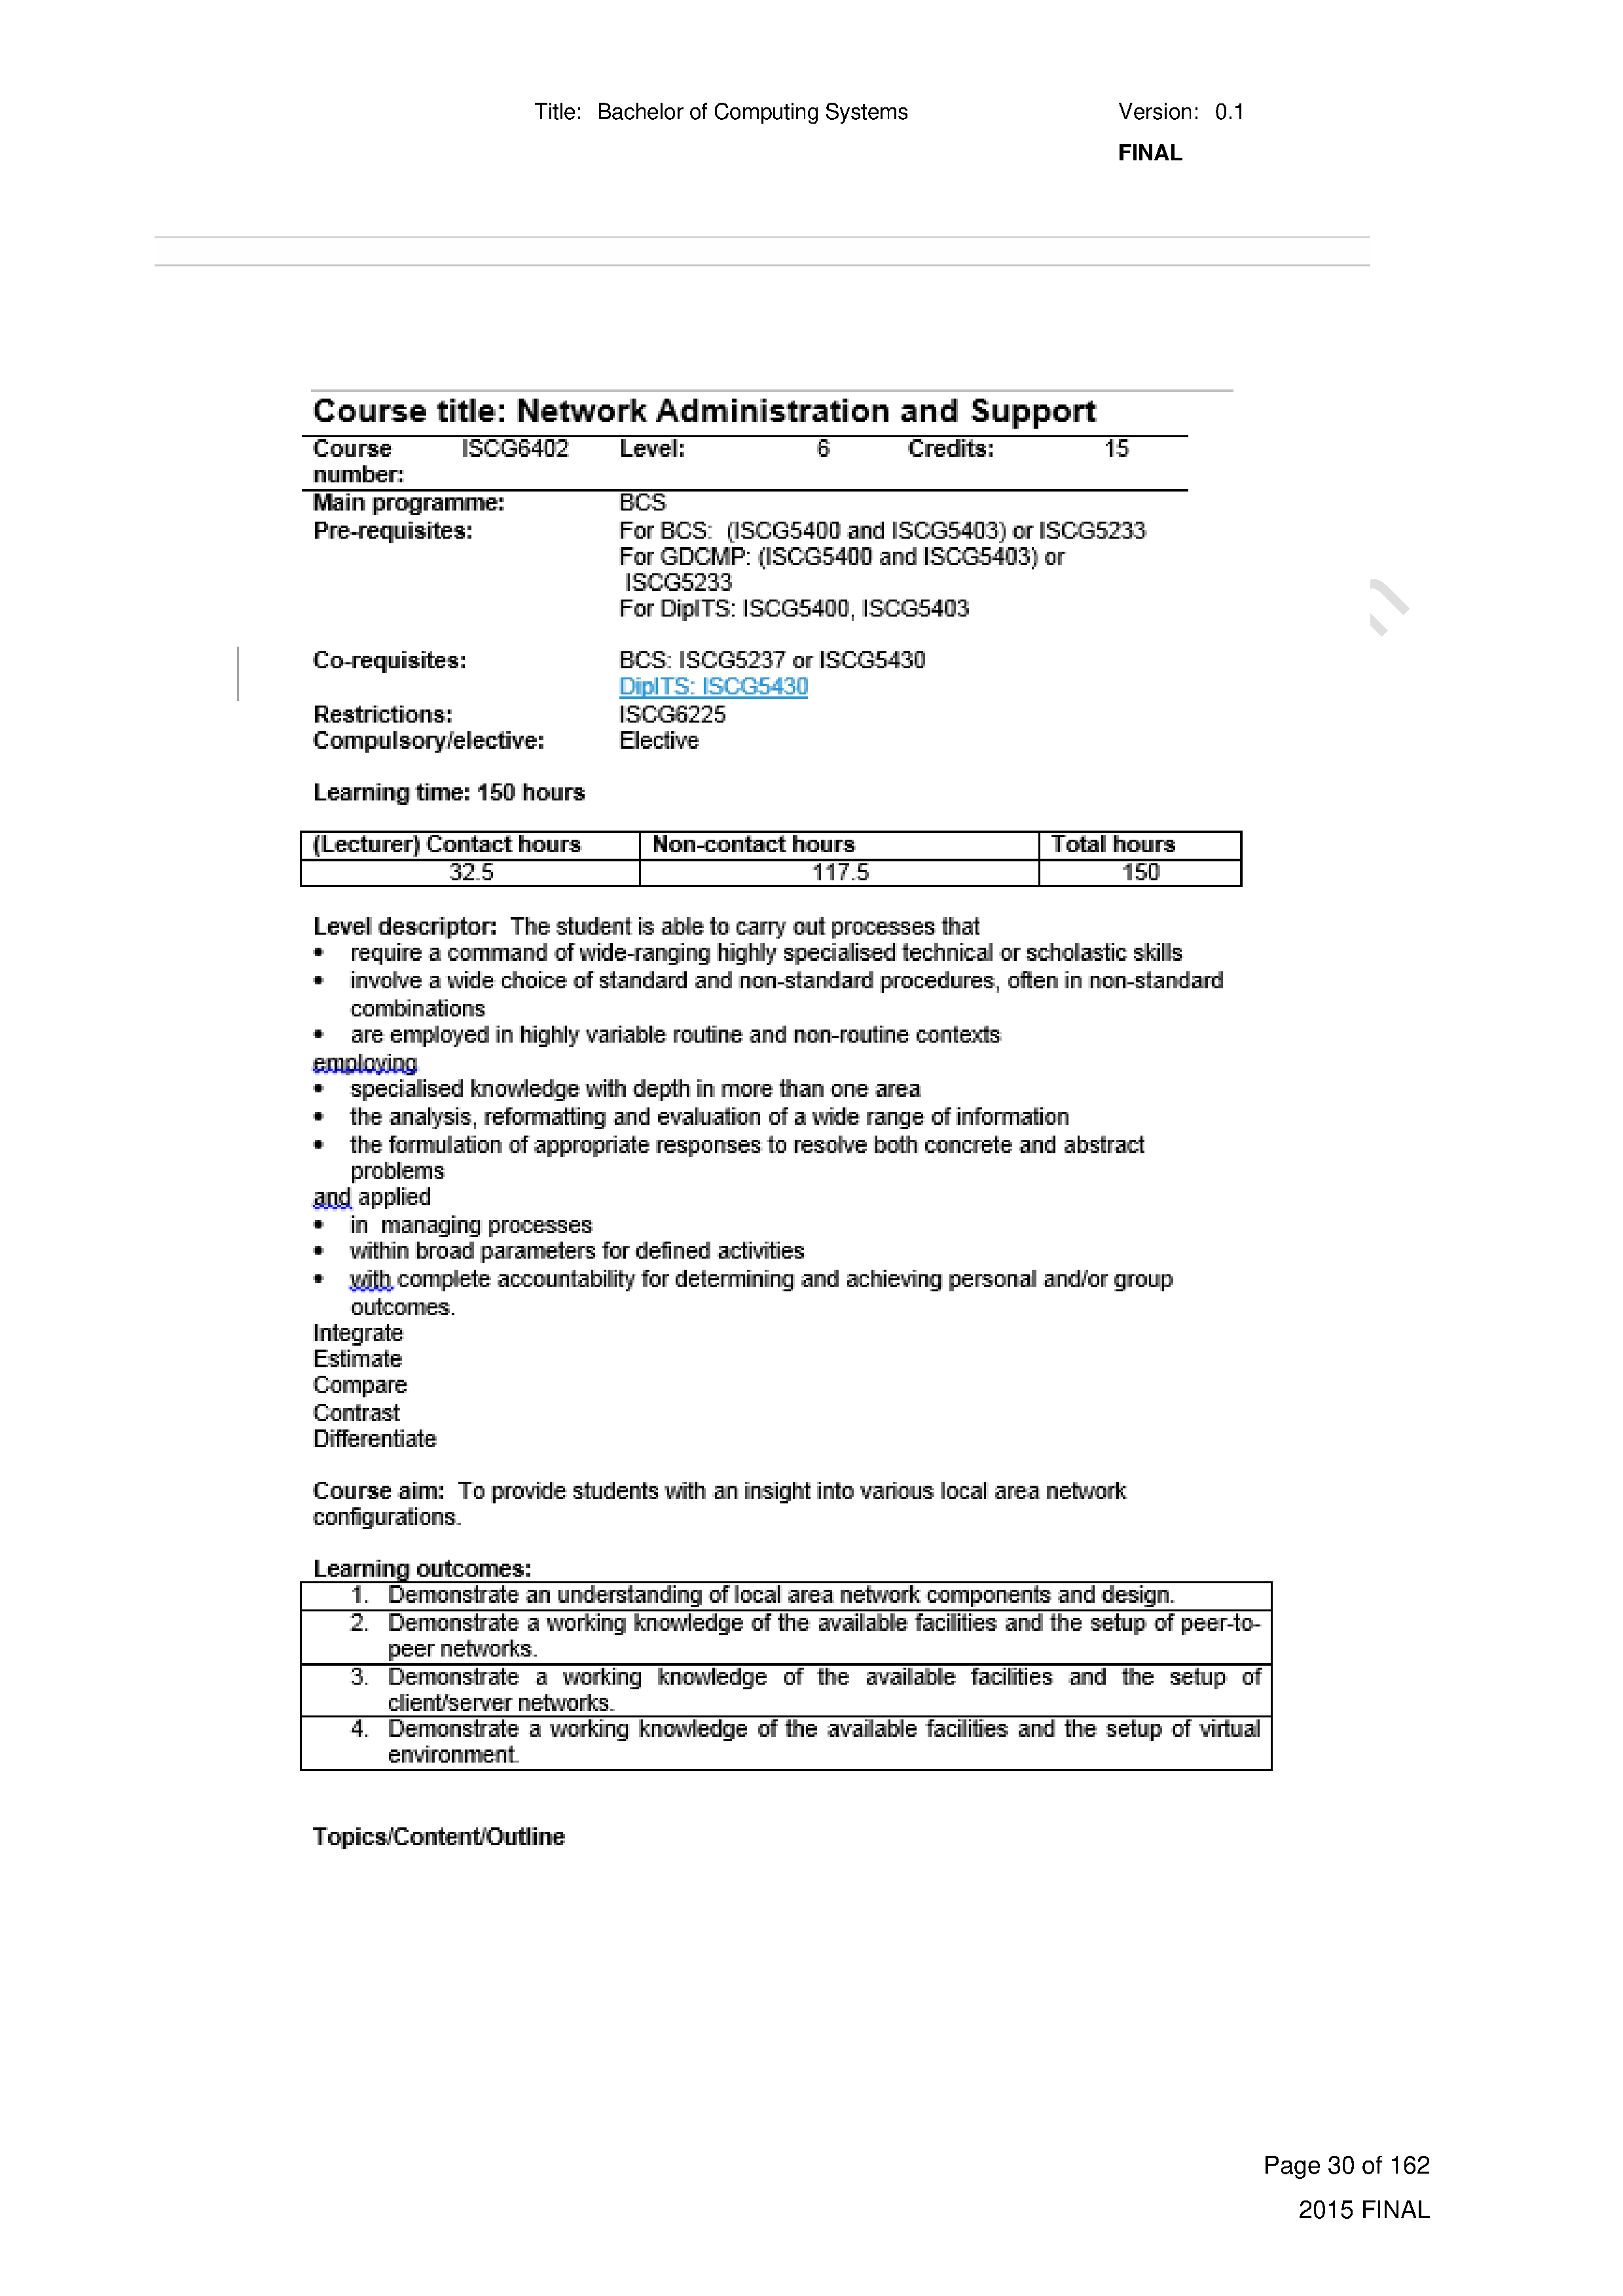 Title: Bachelor of Computing Systems Version: 0.1
FINAL
Course title: Network Administration and Support
Course ISCG6402 Level: 6 Credits: 15
number:
Main programme: BCS
Pre-requisites: For BCS: (ISCG5400 and ISCG5403) or ISCG5233
For GDCMP: (ISCG5400 and ISCG5403) or
ISCG5233
For DipITS: ISCG5400, ISCG5403
Co-requisites: BCS: ISCG5237 or ISCG5430
DipITS: ISCG5430
Restrictions: ISCG6225
Compulsory/elective: Elective
Learning time: 150 hours
(Lecturer) Contact hours Non-contact hours Total hours
32.5 117.5 150
Level descriptor: The student is able to carry out processes that
• require a command of wide-ranging highly specialised technical or scholastic skills
• involve a wide choice of standard and non-standard procedures, often in non-standard
combinations
• are employed in highly variable routine and non-routine contexts
employing
• specialised knowledge with depth in more than one area
• the analysis, reformatting and evaluation of a wide range of information
• the formulation of appropriate responses to resolve both concrete and abstract
problems
and applied
• in managing processes
• within broad parameters for defined activities
• with complete accountability for determining and achieving personal and/or group
outcomes.
Integrate
Estimate
Compare
Contrast
Differentiate
Course aim: To provide students with an insight into various local area network
configurations.
Learning outcomes:
1. Demonstrate an understanding of local area network components and design.
2. Demonstrate a working knowledge of the available facilities and the setup of peer-to-
peer networks.
3. Demonstrate a working knowledge of the available facilities and the setup of
client/server networks.
4. Demonstrate a working knowledge of the available facilities and the setup of virtual
environment.
Topics/Content/Outline
Page 30 of 162
2015 FINAL